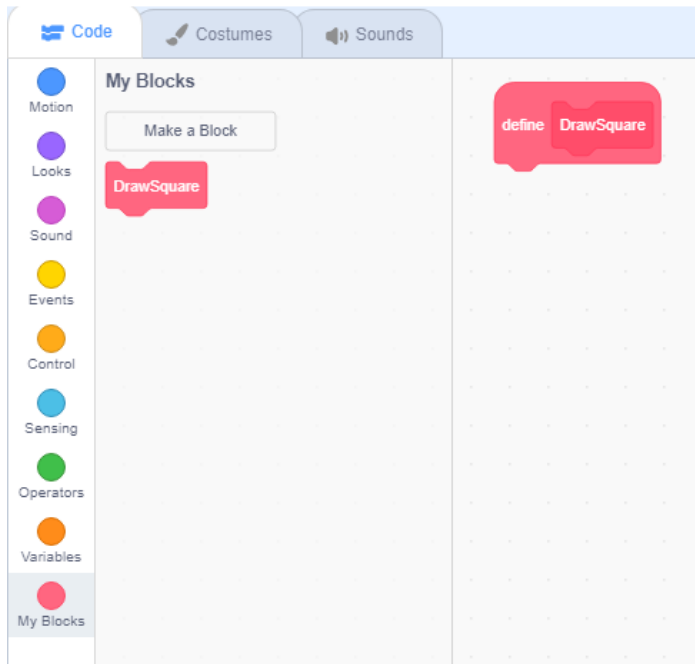 Code
Costumes
Sounds
Motion
Looks
Sound
Events
Control
Sensing
Operators
Variables
My Blocks
My Blocks
Make a Block
DrawSquare
define DrawSquare